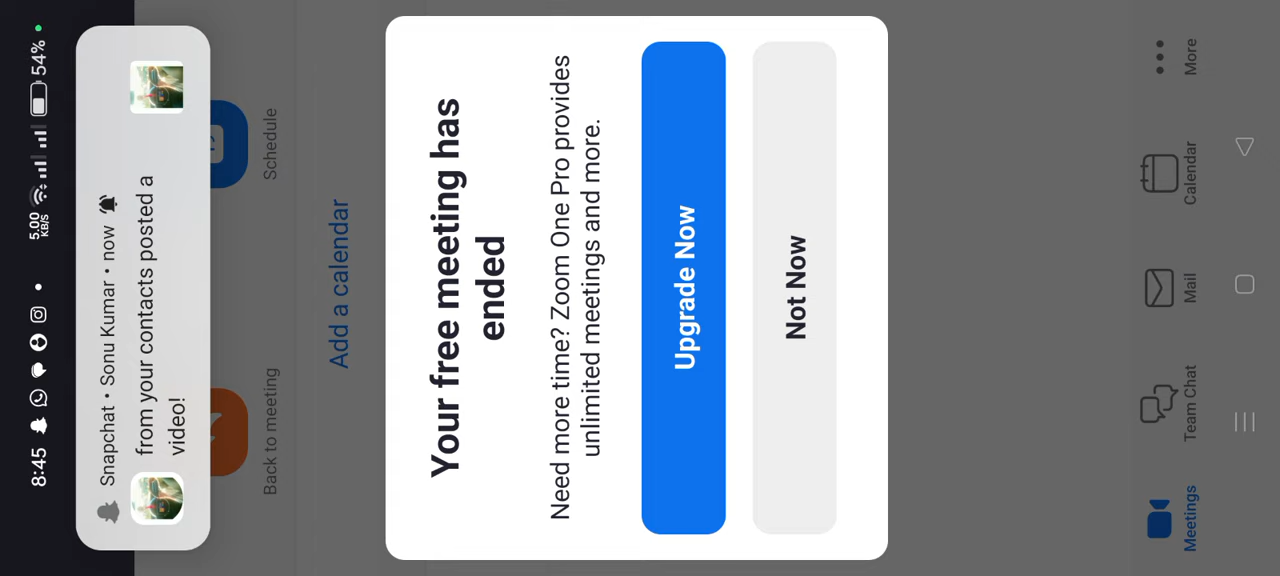 8:45
5.00
KB/S
54%
Snapchat • Sonu Kumar • now
from your contacts posted a
video!
Back to meeting
Schedule
Add a calendar
Your free meeting has
ended
Need more time? Zoom One Pro provides
unlimited meetings and more.
Upgrade Now
Not Now
Meetings
Team Chat
Mail
Calendar
More